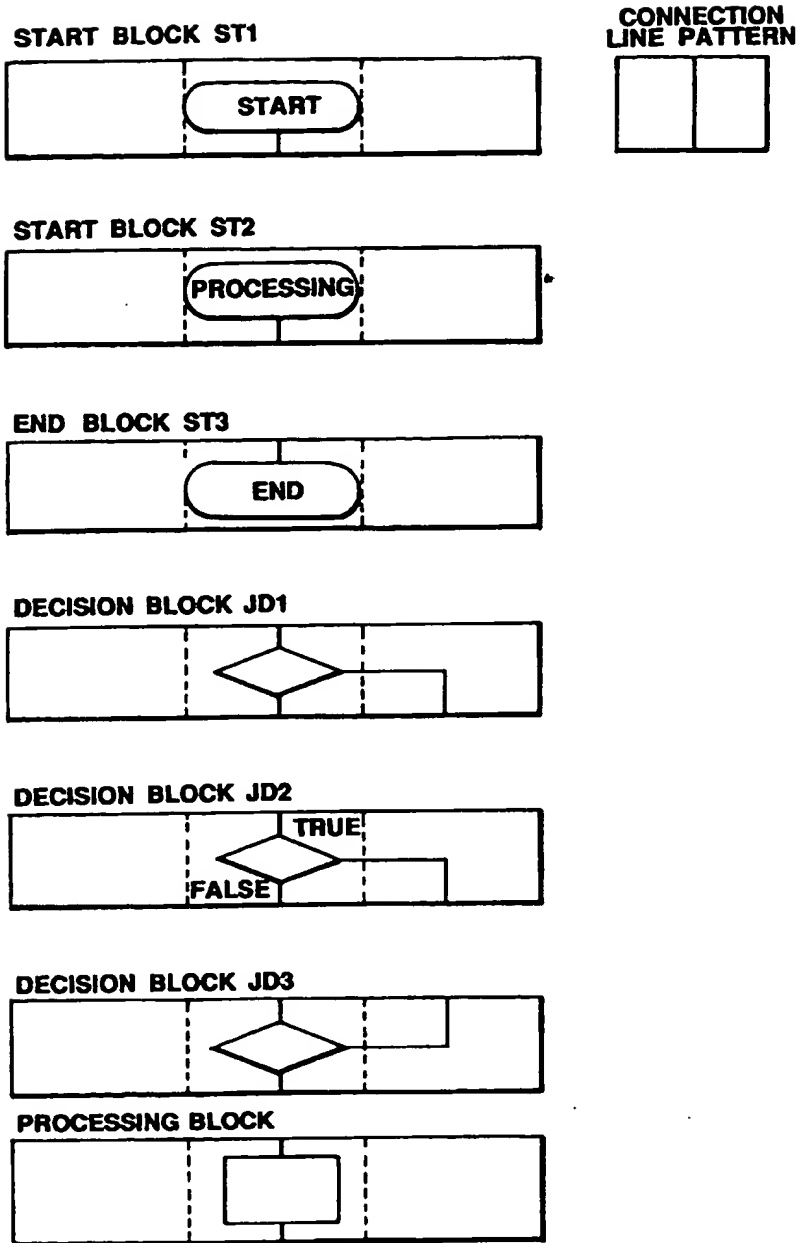 START BLOCK ST1
START
CONNECTION
LINE PATTERN
START BLOCK ST2
PROCESSING
END BLOCK ST3
END
DECISION BLOCK JD1
DECISION BLOCK JD2
TRUE
FALSE
DECISION BLOCK JD3
PROCESSING BLOCK